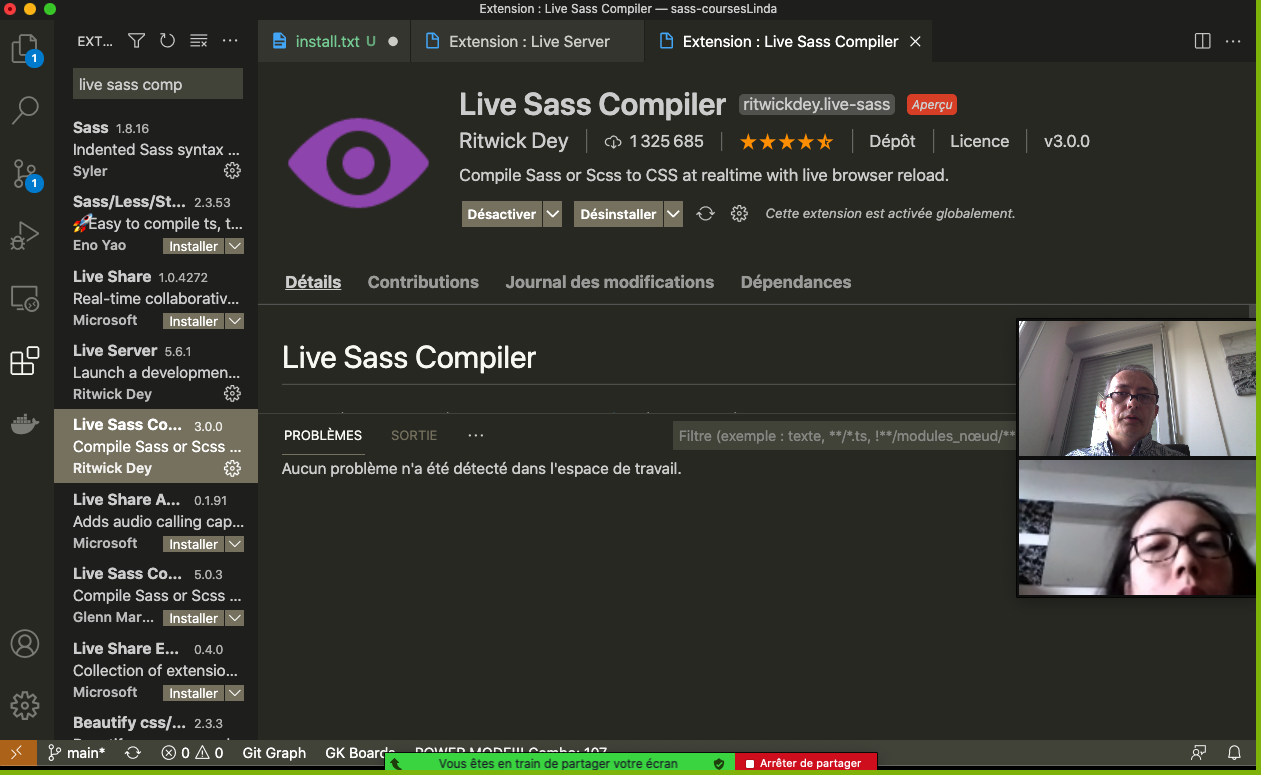 Extension : Live Sass Compiler — sass-coursesLinda
EXT...
install.txt U
Extension : Live Server
Extension : Live Sass Compiler
1
live sass comp
1
Sass 1.8.16
Indented Sass syntax ...
Syler
Sass/Less/St... 2.3.53
🚀Easy to compile ts, t...
Eno Yao Installer
Live Share 1.0.4272
Real-time collaborativ...
Microsoft Installer
Live Server 5.6.1
Launch a developmen...
Ritwick Dey
Live Sass Co... 3.0.0
Compile Sass or Scss ...
Ritwick Dey
Live Share A... 0.1.91
Adds audio calling cap...
Microsoft Installer
Live Sass Co... 5.0.3
Compile Sass or Scss ...
Glenn Mar... Installer
Live Share E... 0.4.0
Collection of extensio...
Microsoft Installer
Beautify css/... 2.3.3
Live Sass Compiler ritwickdey.live-sass Aperçu
Ritwick Dey 1 325 685 Dépôt Licence v3.0.0
Compile Sass or Scss to CSS at realtime with live browser reload.
Désactiver Désinstaller Cette extension est activée globalement.
Détails Contributions Journal des modifications Dépendances
Live Sass Compiler
PROBLÈMES SORTIE ... Filtre (exemple : texte, **/*.ts, !**/modules_nœud/**
Aucun problème n'a été détecté dans l'espace de travail.
main* 0 0 Git Graph GK Boards POWER MODE!!! Combo: 107
Vous êtes en train de partager votre écran Arrêter de partager